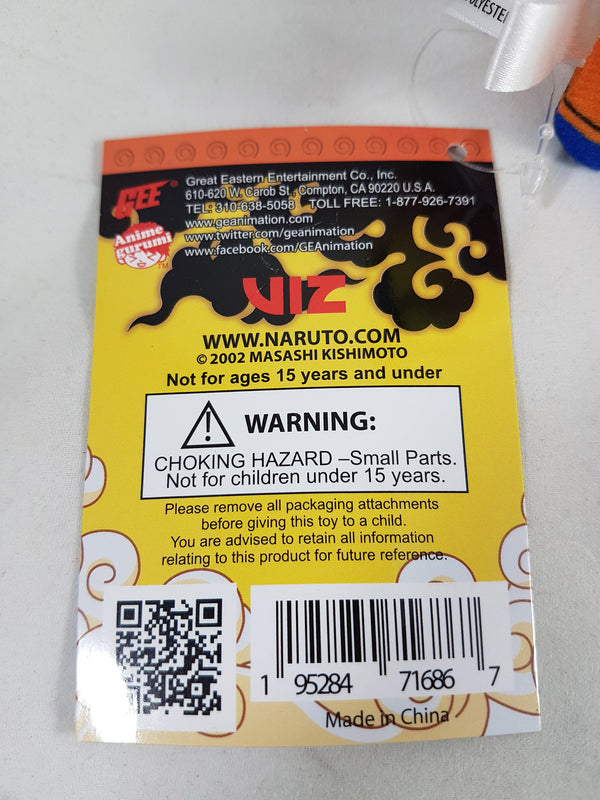 POLYESTER
GEE®
Great Eastern Entertainment Co., Inc.
610-620 W. Carob St., Compton, CA 90220 U.S.A.
TEL: 310-638-5058 TOLL FREE: 1-877-926-7391
www.geanimation.com
www.twitter.com/geanimation
www.facebook.com/GEAnimation
Anime
gurumi
TM
VIZ
WWW.NARUTO.COM
© 2002 MASASHI KISHIMOTO
Not for ages 15 years and under
WARNING:
CHOKING HAZARD –Small Parts.
Not for children under 15 years.
Please remove all packaging attachments
before giving this toy to a child.
You are advised to retain all information
relating to this product for future reference.
1 95284 71686 7
Made in China